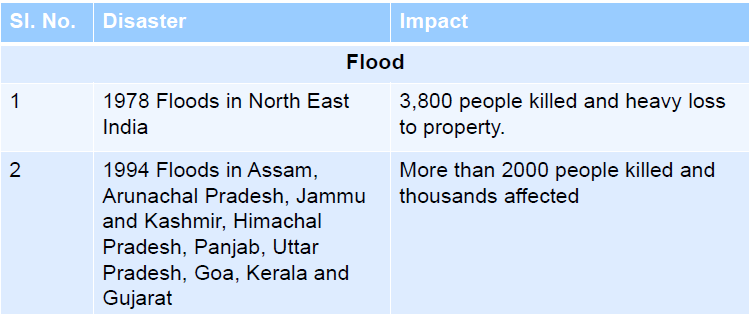 Sl. No. Disaster Impact
Flood
1 1978 Floods in North East 3,800 people killed and heavy loss
India to property.
2 1994 Floods in Assam, More than 2000 people killed and
Arunachal Pradesh, Jammu thousands affected
and Kashmir, Himachal
Pradesh, Panjab, Uttar
Pradesh, Goa, Kerala and
Gujarat